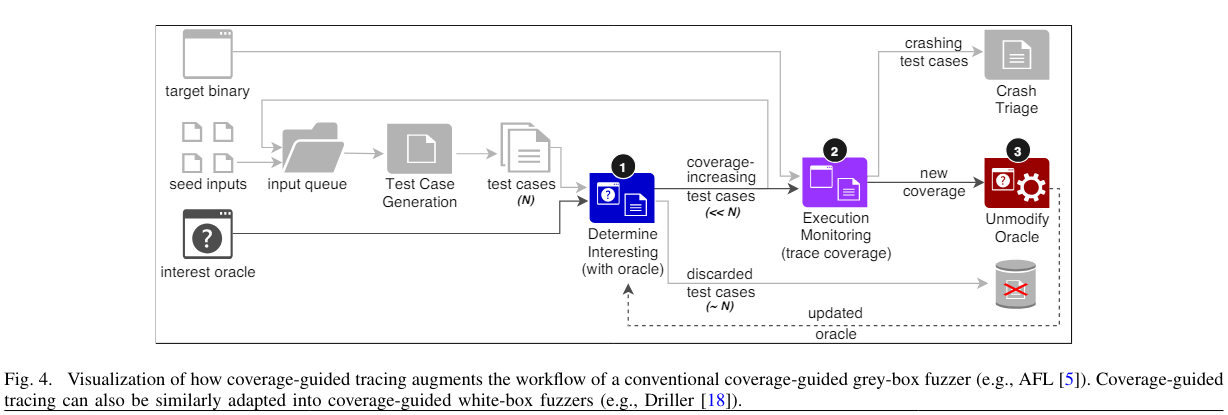 target binary
seed inputs
input queue
Test Case
Generation
test cases
(N)
interest oracle
1
Determine
Interesting
(with oracle)
coverage-
increasing
test cases
(<< N)
discarded
test cases
(~ N)
2
Execution
Monitoring
(trace coverage)
crashing
test cases
Crash
Triage
new
coverage
3
Unmodify
Oracle
updated
oracle
Fig. 4. Visualization of how coverage-guided tracing augments the workflow of a conventional coverage-guided grey-box fuzzer (e.g., AFL [5]). Coverage-guided
tracing can also be similarly adapted into coverage-guided white-box fuzzers (e.g., Driller [18]).